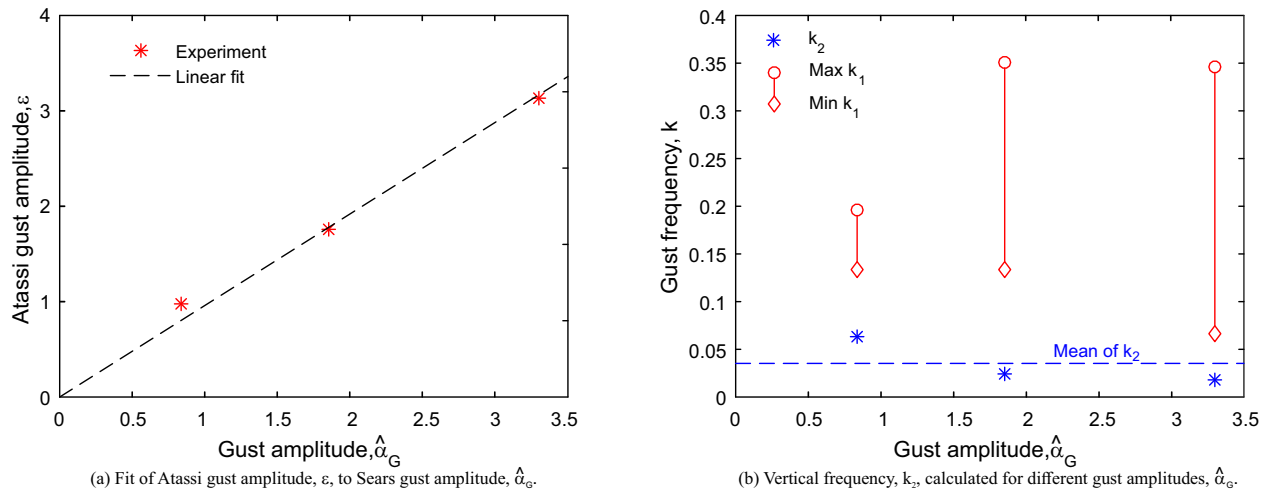 4
3
2
1
0
Atassi gust amplitude, ε
Experiment
Linear fit
0 0.5 1 1.5 2 2.5 3 3.5
Gust amplitude, α̂_G
(a) Fit of Atassi gust amplitude, ε, to Sears gust amplitude, α̂_G.
0.4
0.35
0.3
0.25
0.2
0.15
0.1
0.05
0
Gust frequency, k
k₂
Max k₁
Min k₁
Mean of k₂
0 0.5 1 1.5 2 2.5 3 3.5
Gust amplitude, α̂_G
(b) Vertical frequency, k₂, calculated for different gust amplitudes, α̂_G.